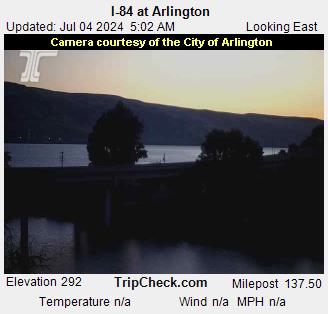 I-84 at Arlington
Updated: Jul 04 2024 5:02 AM Looking East
Camera courtesy of the City of Arlington
Elevation 292 TripCheck.com Milepost 137.50
Temperature n/a Wind n/a MPH n/a